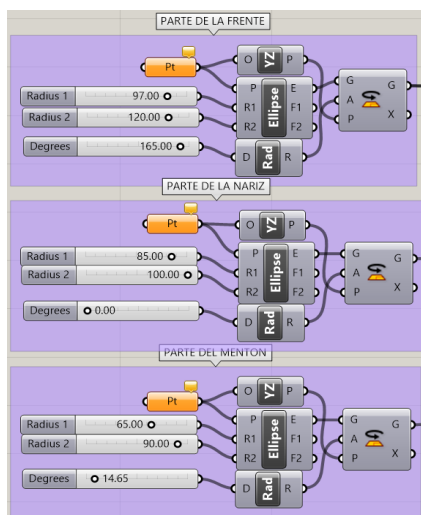 PARTE DE LA FRENTE
Pt
O YZ P
Radius 1 97.00
Radius 2 120.00
P R1 R2 Ellipse E F1 F2
Degrees 165.00
D Rad R
G A P G X
PARTE DE LA NARIZ
Pt
O YZ P
Radius 1 85.00
Radius 2 100.00
P R1 R2 Ellipse E F1 F2
Degrees 0.00
D Rad R
G A P G X
PARTE DEL MENTON
Pt
O YZ P
Radius 1 65.00
Radius 2 90.00
P R1 R2 Ellipse E F1 F2
Degrees 14.65
D Rad R
G A P G X